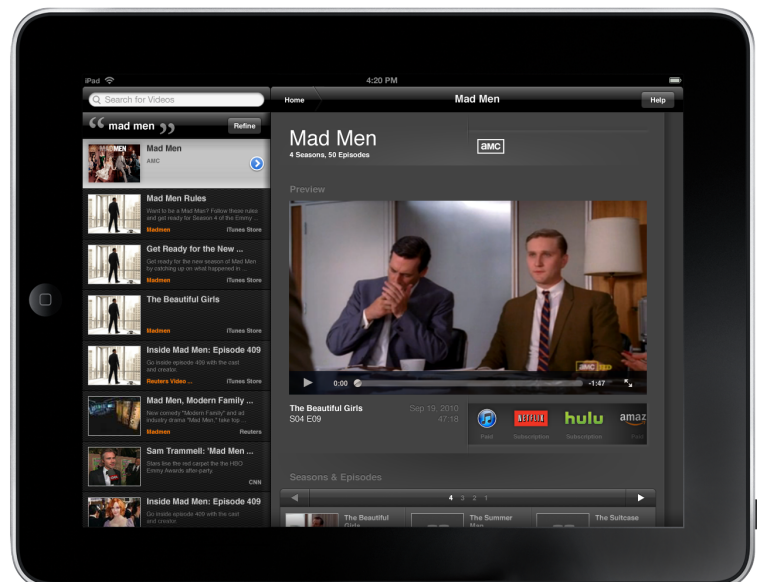 iPad
4:20 PM
Search for Videos
Home
Mad Men
Help
mad men
Refine
MADMEN
Mad Men
AMC
Mad Men Rules
Want to be a Mad Man? Follow these rules
and get ready for Season 4 of the Emmy ...
Madmen
iTunes Store
Get Ready for the New ...
Get ready for the new season of Mad Men
by catching up on what happened in ...
Madmen
iTunes Store
The Beautiful Girls
Madmen
iTunes Store
Inside Mad Men: Episode 409
Go inside episode 409 with the cast
and creator.
Reuters Video ...
iTunes Store
Mad Men, Modern Family ...
New comedy "Modern Family" and ad
industry drama "Mad Men," take top ...
Madmen
Reuters
Sam Trammell: 'Mad Men ...
Stars line the red carpet the the HBO
Emmy Awards after-party.
CNN
Inside Mad Men: Episode 409
Go inside episode 409 with the cast
and creator.
Mad Men
4 Seasons, 50 Episodes
amc
Preview
amc HD
0:00
-1:47
The Beautiful Girls
Sep 19, 2010
S04 E09
47:18
NETFLIX
hulu
amaz
Paid
Subscription
Subscription
Paid
Seasons & Episodes
4 3 2 1
The Beautiful
Girls
The Summer
Man
The Suitcase